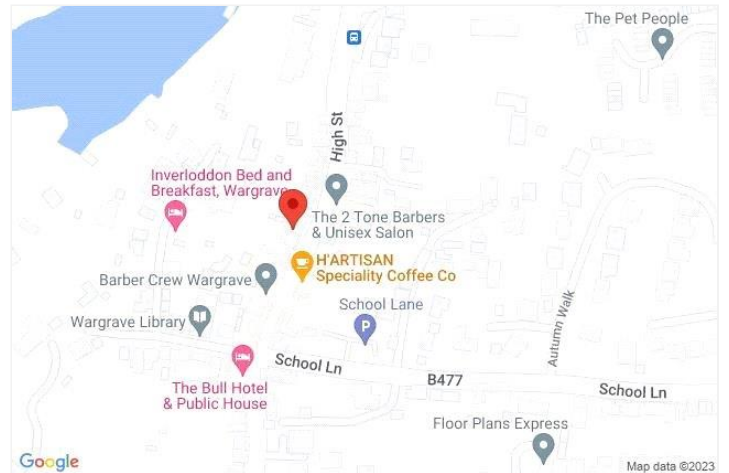 The Pet People
High St
Inverloddon Bed and
Breakfast, Wargrave
The 2 Tone Barbers
& Unisex Salon
H'ARTISAN
Speciality Coffee Co
Barber Crew Wargrave
School Lane
P
Wargrave Library
Autumn Walk
School Ln
B477
School Ln
The Bull Hotel
& Public House
Floor Plans Express
Google
Map data ©2023